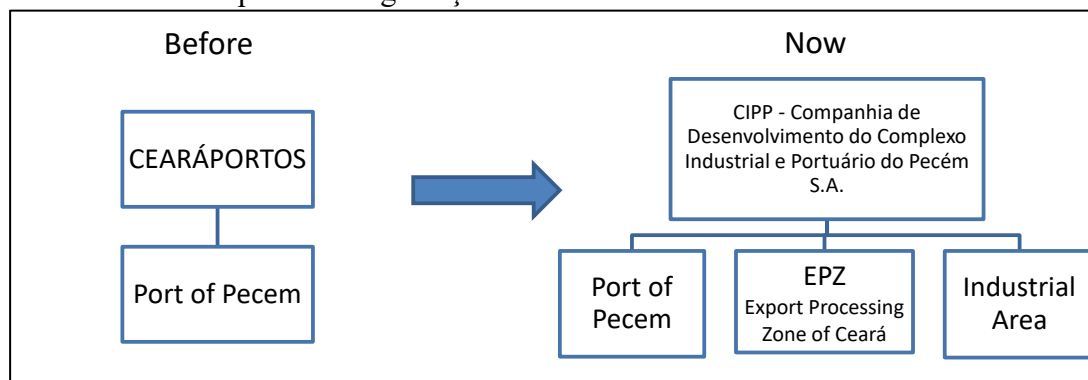 Before
Now
CEARÁPORTOS
Port of Pecem
CIPP - Companhia de
Desenvolvimento do Complexo
Industrial e Portuário do Pecém
S.A.
Port of
Pecem
EPZ
Export Processing
Zone of Ceará
Industrial
Area